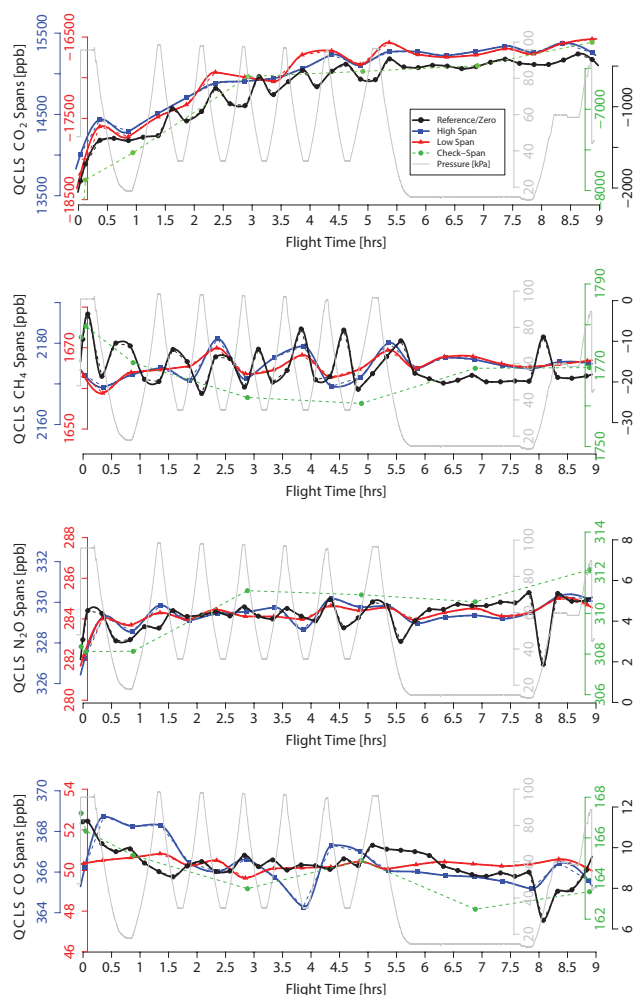 QCLS CO2 Spans [ppb]
13500 14500 15500
−18500 −17500 −16500
20 40 60 80 100
−8000 −7000
−2000 −1000
Reference/Zero
High Span
Low Span
Check−Span
Pressure [kPa]
0 0.5 1 1.5 2 2.5 3 3.5 4 4.5 5 5.5 6 6.5 7 7.5 8 8.5 9
Flight Time [hrs]
QCLS CH4 Spans [ppb]
2160 2180
1650 1670
20 40 60 80 100
1750 1770 1790
−30 −20 −10 0
0 0.5 1 1.5 2 2.5 3 3.5 4 4.5 5 5.5 6 6.5 7 7.5 8 8.5 9
Flight Time [hrs]
QCLS N2O Spans [ppb]
326 328 330 332
280 282 284 286 288
20 40 60 80 100
306 308 310 312 314
0 2 4 6 8
0 0.5 1 1.5 2 2.5 3 3.5 4 4.5 5 5.5 6 6.5 7 7.5 8 8.5 9
Flight Time [hrs]
QCLS CO Spans [ppb]
364 366 368 370
46 48 50 52 54
20 40 60 80 100
162 164 166 168
6 8 10 12
0 0.5 1 1.5 2 2.5 3 3.5 4 4.5 5 5.5 6 6.5 7 7.5 8 8.5 9
Flight Time [hrs]